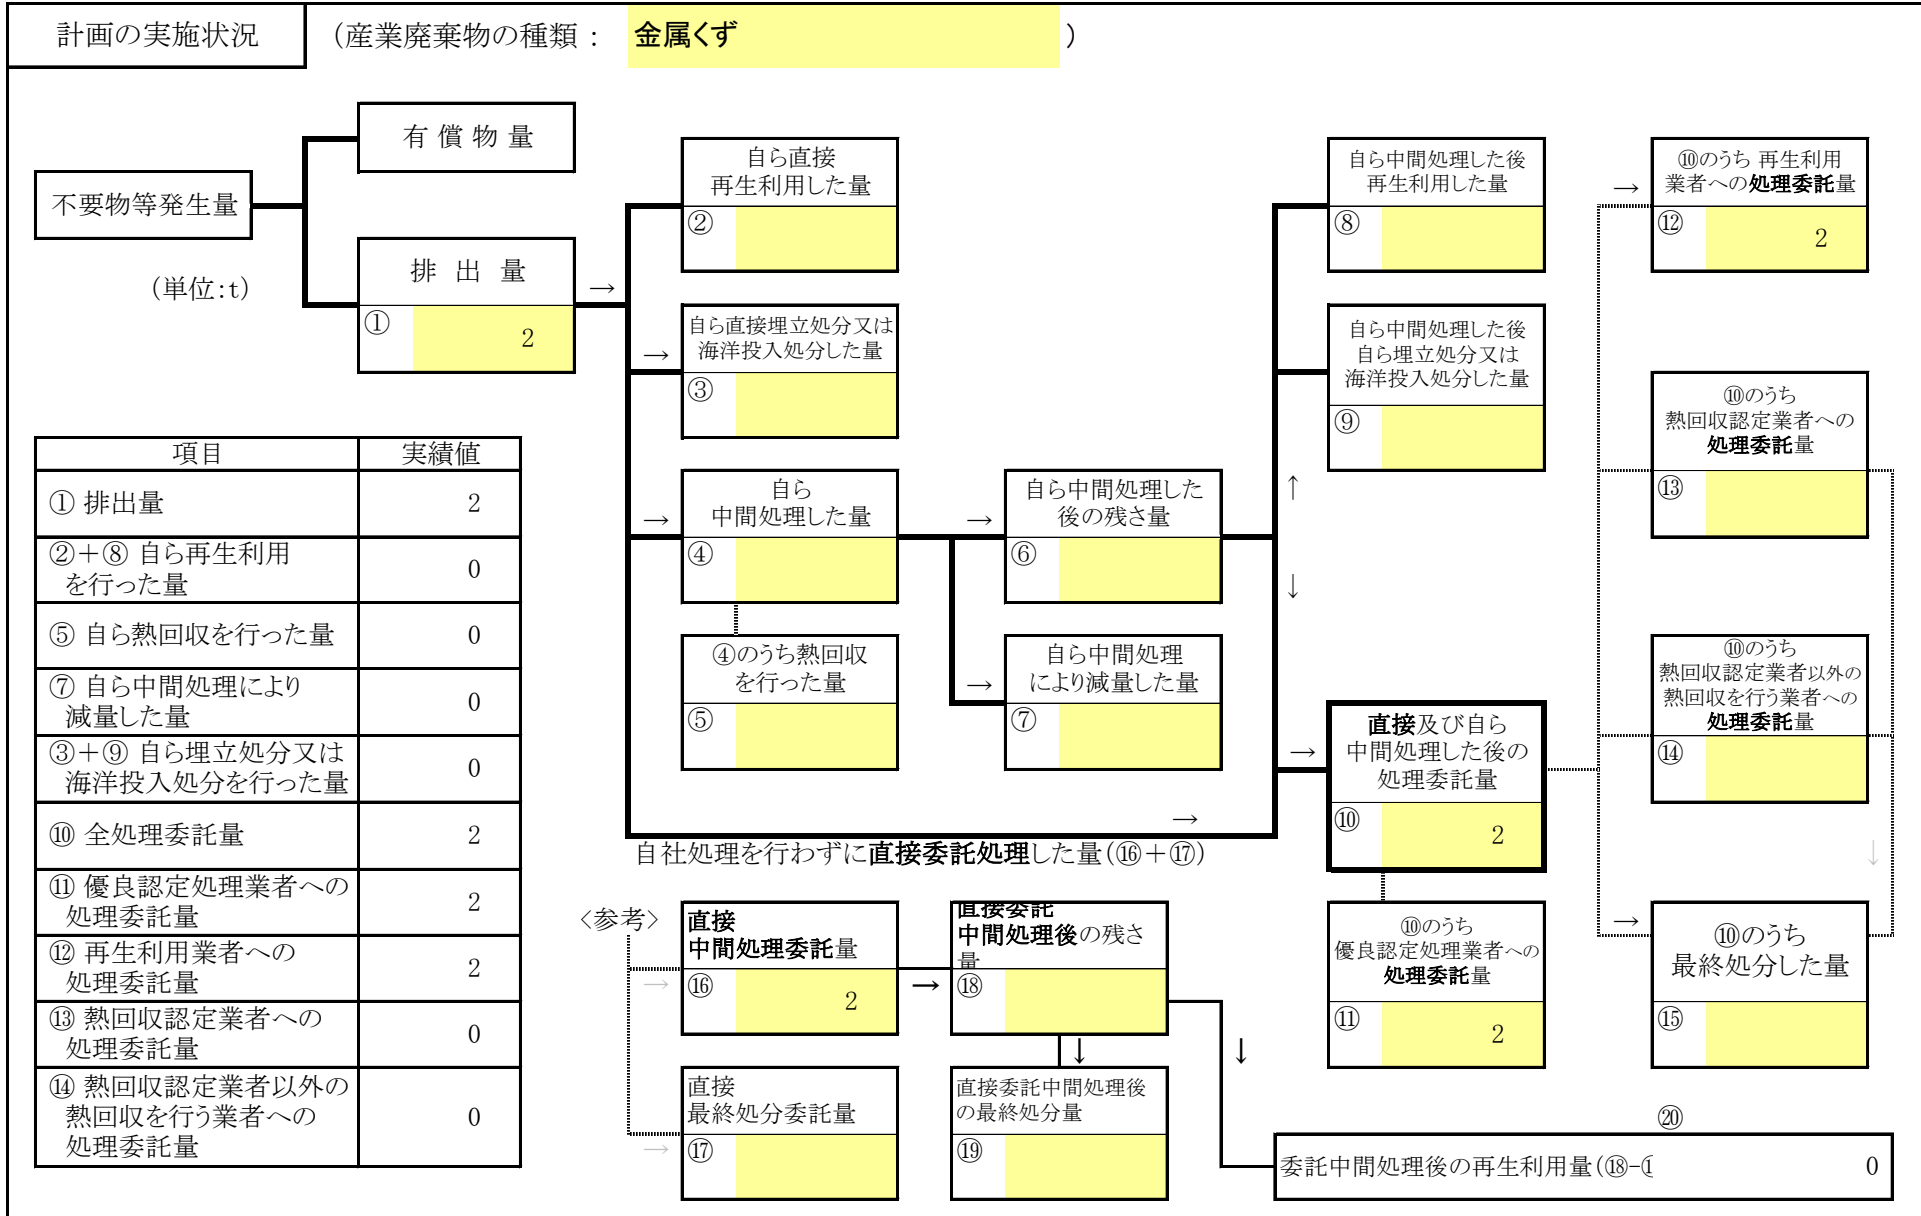 計画の実施状況
(産業廃棄物の種類： 金属くず )
有 償 物 量
不要物等発生量
(単位:t)
排 出 量
①
2
→
自ら直接
再生利用した量
②
→
自ら直接埋立処分又は
海洋投入処分した量
③
→
自ら
中間処理した量
④
④のうち熱回収
を行った量
⑤
→
自ら中間処理した
後の残さ量
⑥
→
自ら中間処理
により減量した量
⑦
自ら中間処理した後
再生利用した量
⑧
自ら中間処理した後
自ら埋立処分又は
海洋投入処分した量
⑨
↑
↓
→
直接及び自ら
中間処理した後の
処理委託量
⑩
2
→
自社処理を行わずに直接委託処理した量(⑯＋⑰)
⑩のうち
優良認定処理業者への
処理委託量
⑪
2
→
⑩のうち 再生利用
業者への処理委託量
⑫
2
⑩のうち
熱回収認定業者への
処理委託量
⑬
⑩のうち
熱回収認定業者以外の
熱回収を行う業者への
処理委託量
⑭
↓
→
⑩のうち
最終処分した量
⑮
項目 実績値
① 排出量 2
②＋⑧ 自ら再生利用
を行った量 0
⑤ 自ら熱回収を行った量 0
⑦ 自ら中間処理により
減量した量 0
③＋⑨ 自ら埋立処分又は
海洋投入処分を行った量 0
⑩ 全処理委託量 2
⑪ 優良認定処理業者への
処理委託量 2
⑫ 再生利用業者への
処理委託量 2
⑬ 熱回収認定業者への
処理委託量 0
⑭ 熱回収認定業者以外の
熱回収を行う業者への
処理委託量 0
<参考>
→
直接
中間処理委託量
⑯
2
→
直接委託
中間処理後の残さ
量
⑱
↓
↓
→
直接
最終処分委託量
⑰
直接委託中間処理後
の最終処分量
⑲
⑳
委託中間処理後の再生利用量(⑱-
0